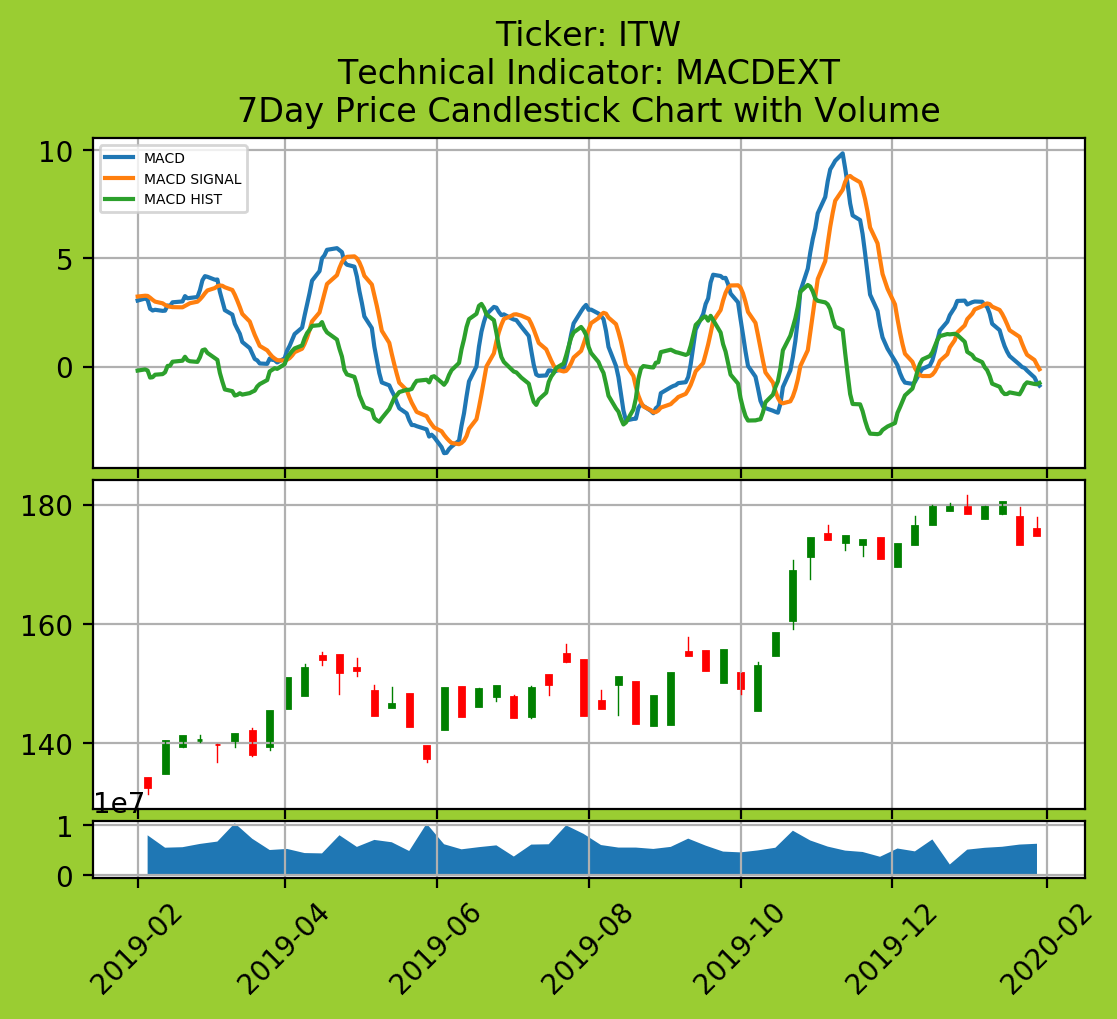 Ticker: ITW
Technical Indicator: MACDEXT
7Day Price Candlestick Chart with Volume
10
5
0
MACD
MACD SIGNAL
MACD HIST
180
160
140
1e7
1
0
2019-02
2019-04
2019-06
2019-08
2019-10
2019-12
2020-02